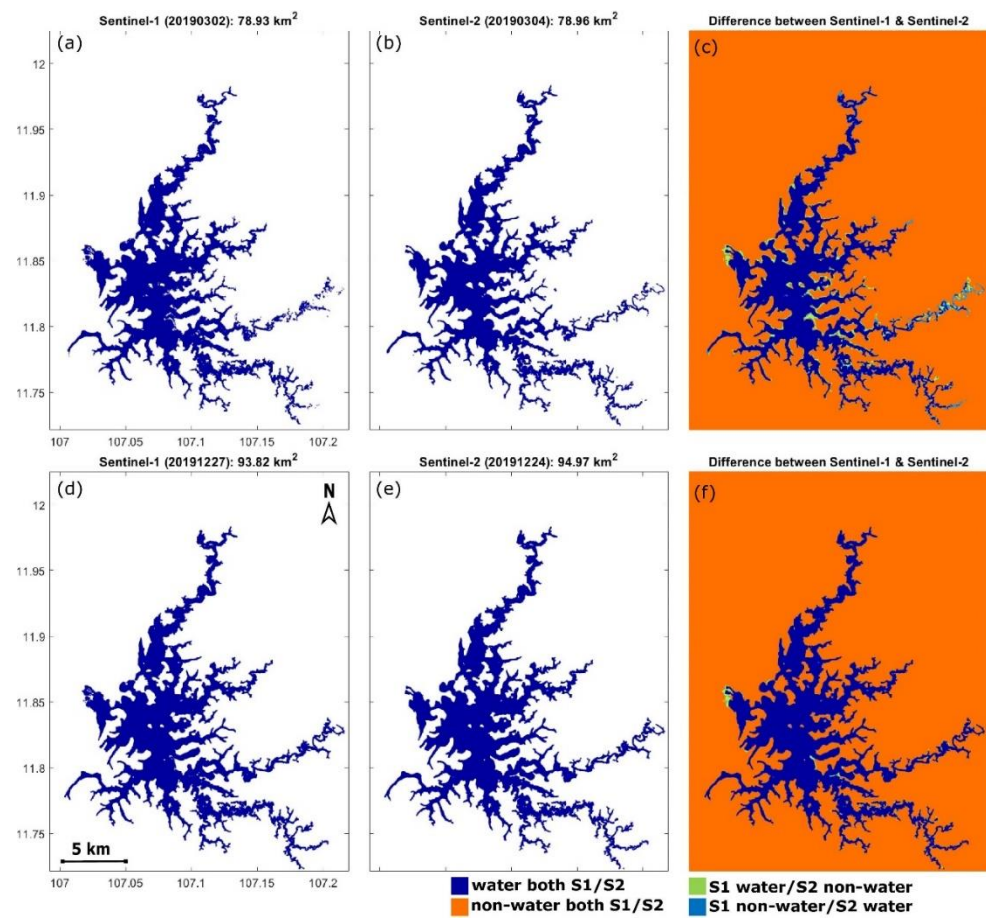 Sentinel-1 (20190302): 78.93 km²
Sentinel-2 (20190304): 78.96 km²
Difference between Sentinel-1 & Sentinel-2
(a)
(b)
(c)
12
11.95
11.9
11.85
11.8
11.75
107
107.05
107.1
107.15
107.2
Sentinel-1 (20191227): 93.82 km²
Sentinel-2 (20191224): 94.97 km²
Difference between Sentinel-1 & Sentinel-2
(d)
N
(e)
(f)
12
11.95
11.9
11.85
11.8
11.75
5 km
107
107.05
107.1
107.15
107.2
water both S1/S2
non-water both S1/S2
S1 water/S2 non-water
S1 non-water/S2 water